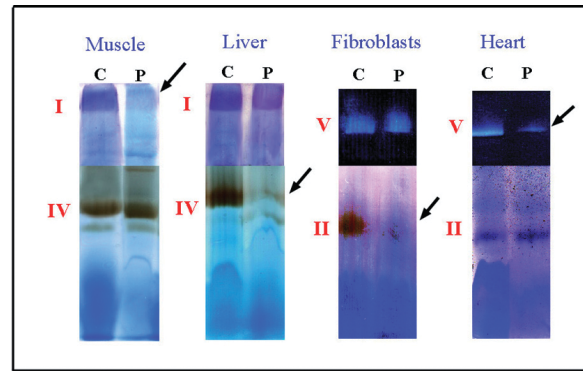 Muscle Liver Fibroblasts Heart
C P C P C P C P
I I V V
IV IV II II